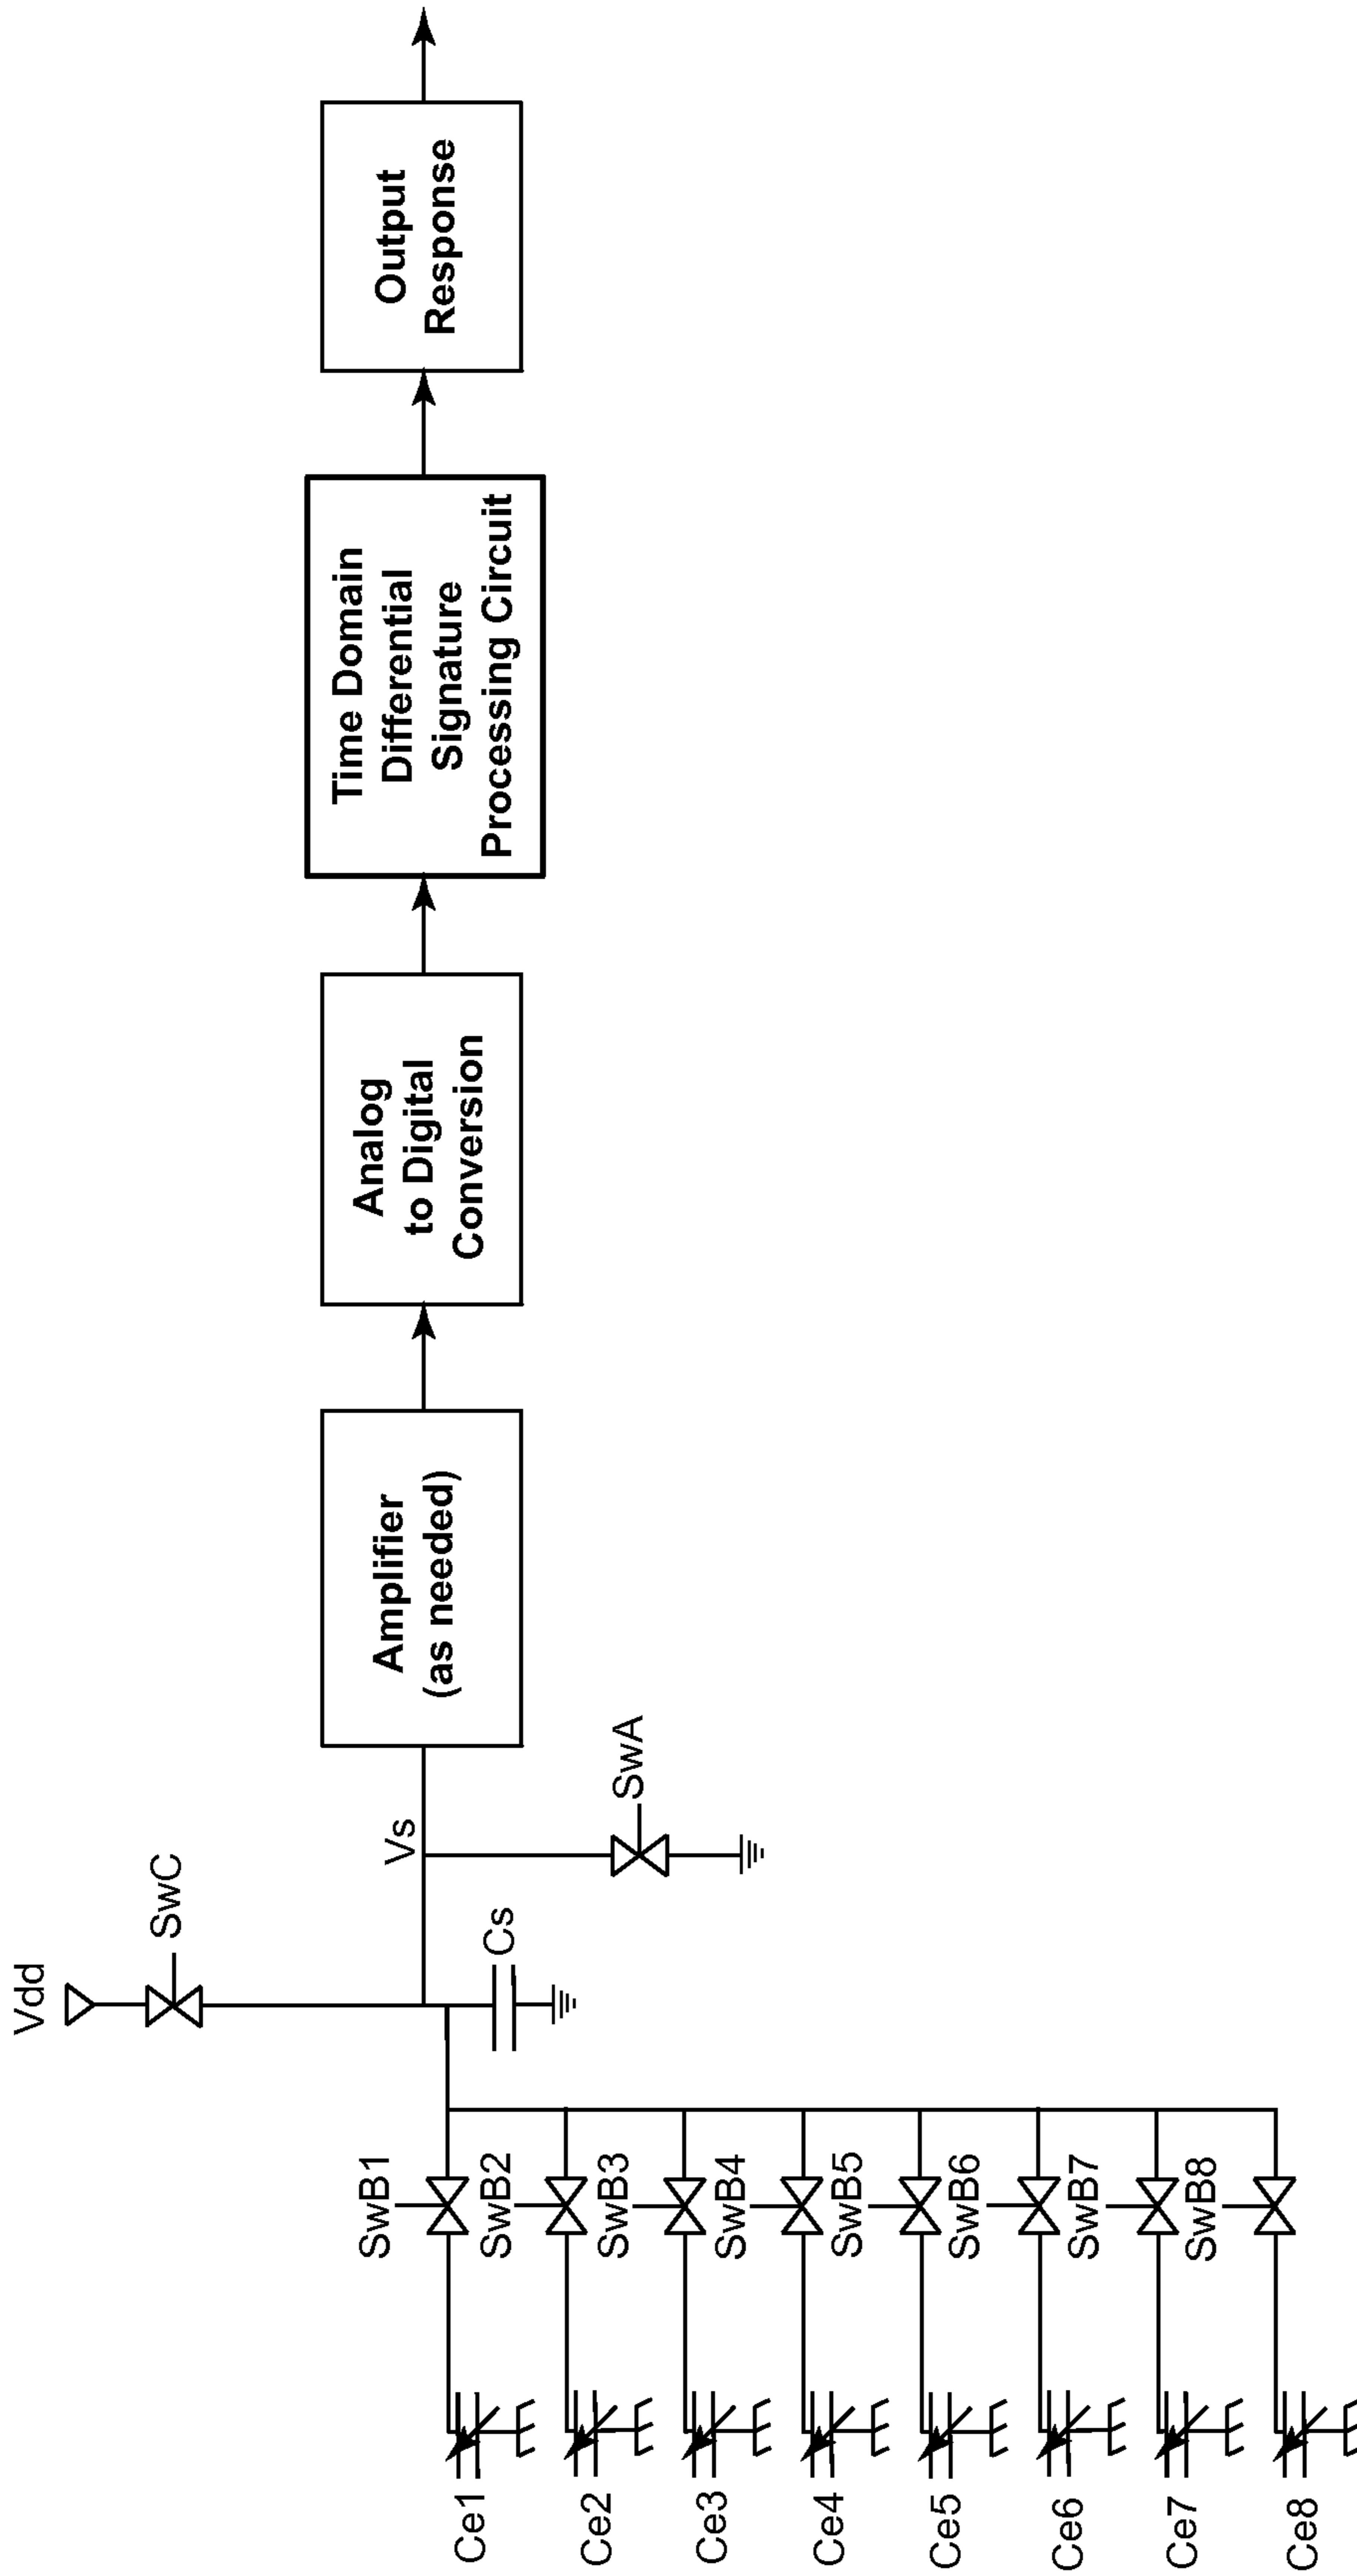 Vdd
SwC
Vs
Cs
SwA
Amplifier
(as needed)
Analog
to Digital
Conversion
Time Domain
Differential
Signature
Processing Circuit
Output
Response
SwB1
SwB2
SwB3
SwB4
SwB5
SwB6
SwB7
SwB8
Ce1
Ce2
Ce3
Ce4
Ce5
Ce6
Ce7
Ce8